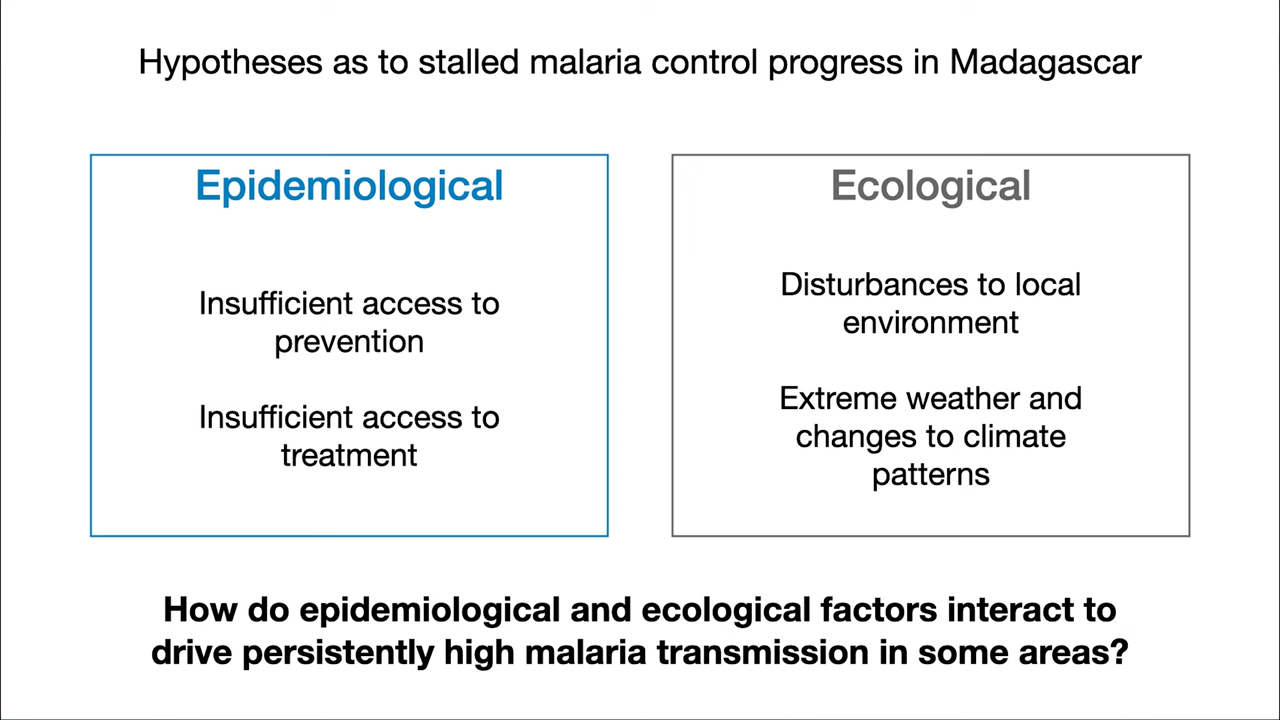 Hypotheses as to stalled malaria control progress in Madagascar
Epidemiological
Insufficient access to
prevention
Insufficient access to
treatment
Ecological
Disturbances to local
environment
Extreme weather and
changes to climate
patterns
How do epidemiological and ecological factors interact to
drive persistently high malaria transmission in some areas?